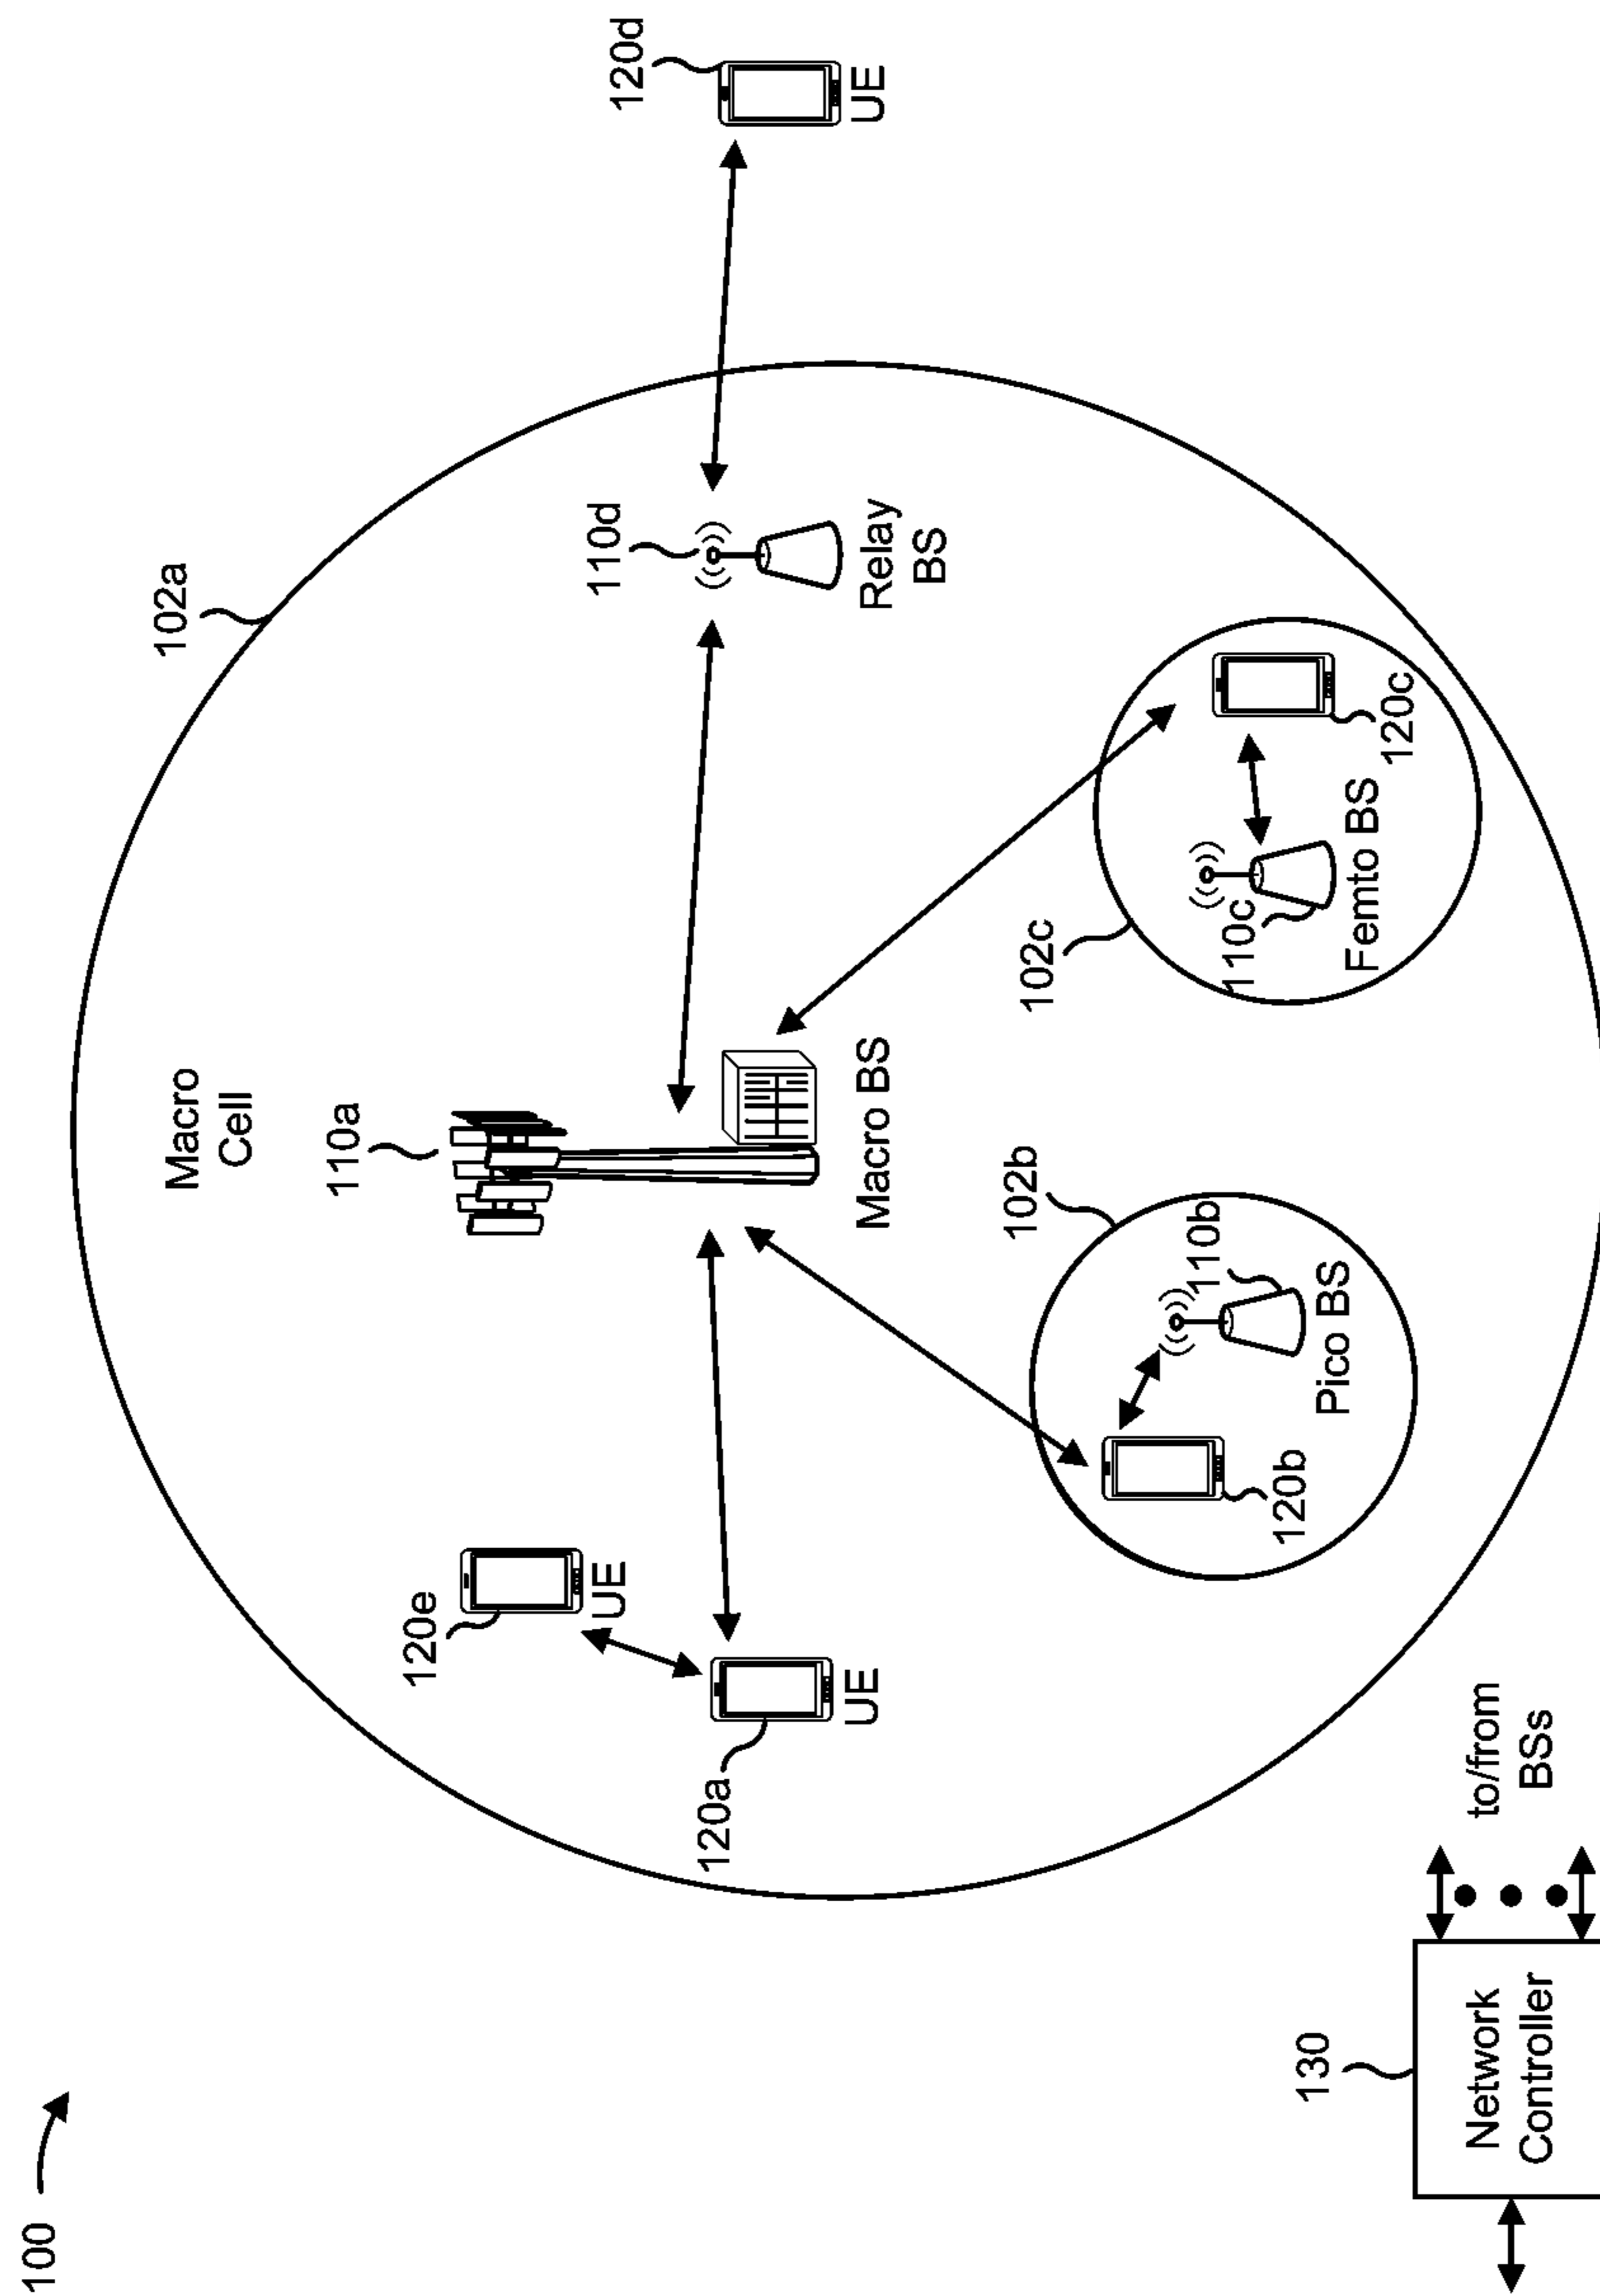 100
102a
Macro
Cell
110a
120d
UE
110d
Relay
BS
120e
UE
120a
UE
Macro BS
102b
110b
Pico BS
120b
102c
110c
Femto BS
120c
130
Network
Controller
to/from
BSs